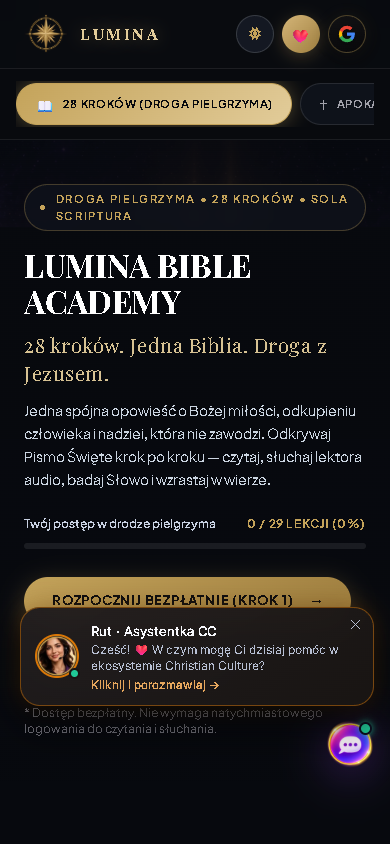 LUMINA
28 KROKÓW (DROGA PIELGRZYMA)
† APOKA
• DROGA PIELGRZYMA • 28 KROKÓW • SOLA
SCRIPTURA
LUMINA BIBLE
ACADEMY
28 kroków. Jedna Biblia. Droga z
Jezusem.
Jedna spójna opowieść o Bożej miłości, odkupieniu
człowieka i nadziei, która nie zawodzi. Odkrywaj
Pismo Święte krok po kroku — czytaj, słuchaj lektora
audio, badaj Słowo i wzrastaj w wierze.
Twój postęp w drodze pielgrzyma 0 / 29 LEKCJI (0%)
ROZPOCZNIJ BEZPŁATNIE (KROK 1) →
Rut · Asystentka CC
Cześć! 💗 W czym mogę Ci dzisiaj pomóc w
ekosystemie Christian Culture?
Kliknij i porozmawiaj →
* Dostęp bezpłatny. Nie wymaga natychmiastowego
logowania do czytania i słuchania.